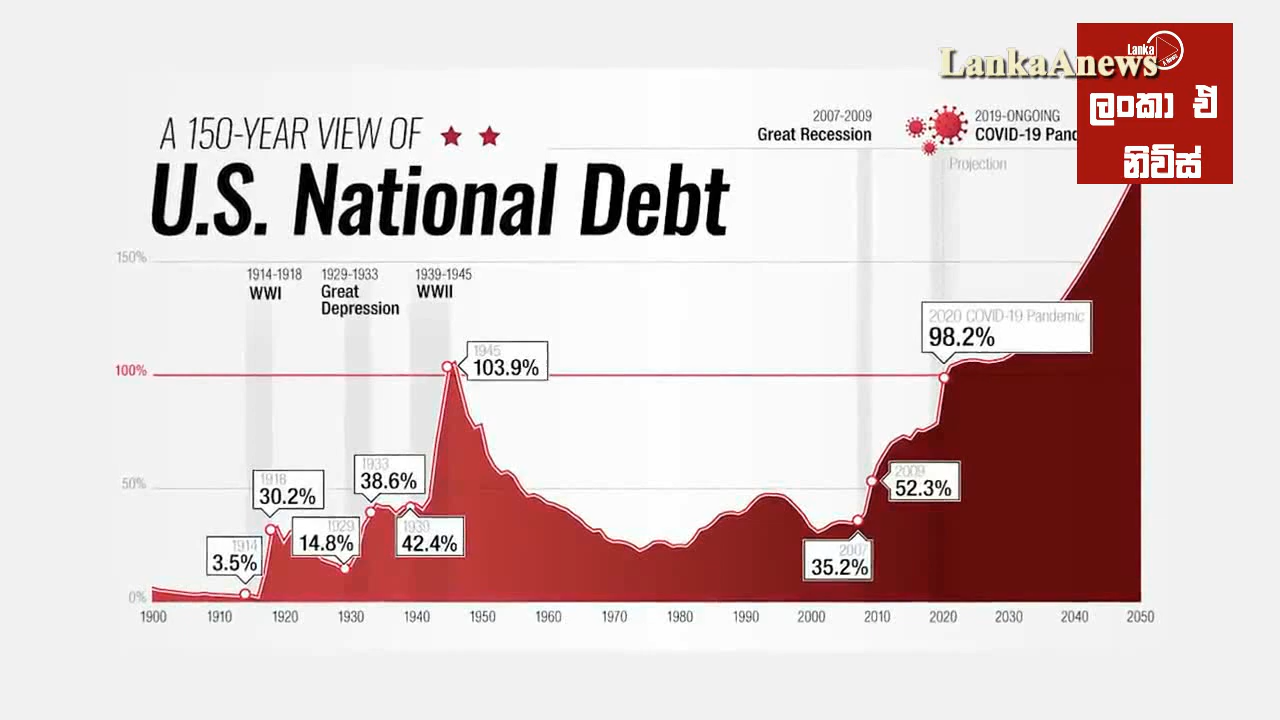 LankaAnews
Lanka
A News
ලංකා ඒ
නිව්ස්
A 150-YEAR VIEW OF
U.S. National Debt
2007-2009
Great Recession
2019-ONGOING
COVID-19 Pand
Projection
150%
1914-1918
WWI
1929-1933
Great
Depression
1939-1945
WWII
2020 COVID-19 Pandemic
98.2%
100%
1945
103.9%
50%
1933
38.6%
1918
30.2%
2009
52.3%
1929
14.8%
1939
42.4%
1914
3.5%
2007
35.2%
0%
1900 1910 1920 1930 1940 1950 1960 1970 1980 1990 2000 2010 2020 2030 2040 2050